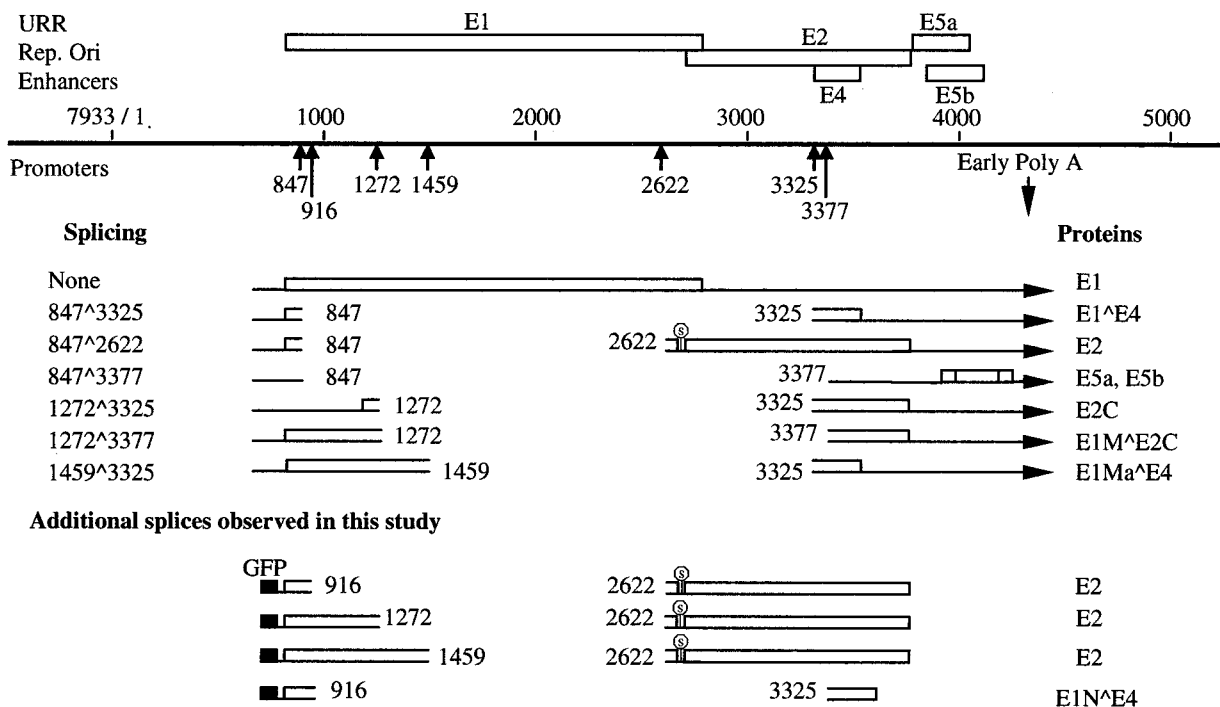 URR
Rep. Ori
Enhancers
E1
E2
E5a
E4
E5b
7933 / 1.
1000
2000
3000
4000
5000
Promoters
Early Poly A
847
916
1272
1459
2622
3325
3377
Splicing
Proteins
None
E1
847^3325
847
3325
E1^E4
847^2622
847
2622
S
E2
847^3377
847
3377
E5a, E5b
1272^3325
1272
3325
E2C
1272^3377
1272
3377
E1M^E2C
1459^3325
1459
3325
E1Ma^E4
Additional splices observed in this study
GFP
916
2622
S
E2
1272
2622
S
E2
1459
2622
S
E2
916
3325
E1N^E4